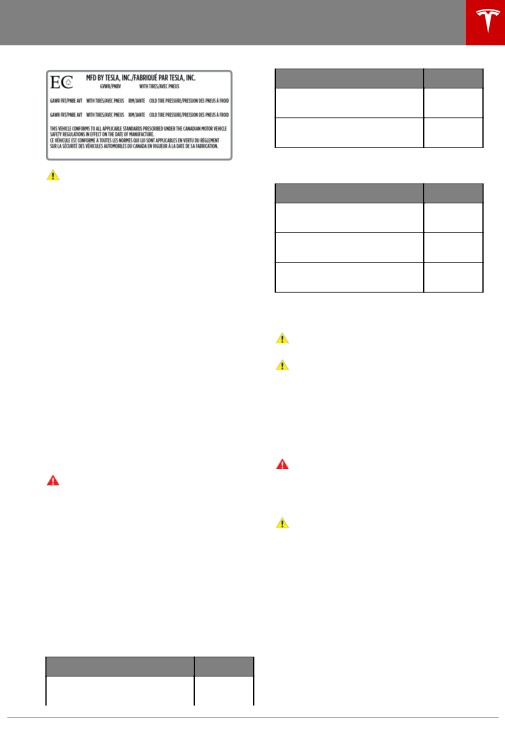 EC
MFD BY TESLA, INC./FABRIQUÉ PAR TESLA, INC.
GVWR/PNBV WITH TIRES/AVEC PNEUS
GAWR FRT/PNBE AVT WITH TIRES/AVEC PNEUS RIM/JANTE COLD TIRE PRESSURE/PRESSION DES PNEUS À FROID
GAWR FRT/PNBE AVT WITH TIRES/AVEC PNEUS RIM/JANTE COLD TIRE PRESSURE/PRESSION DES PNEUS À FROID
THIS VEHICLE CONFORMS TO ALL APPLICABLE STANDARDS PRESCRIBED UNDER THE CANADIAN MOTOR VEHICLE
SAFETY REGULATIONS IN EFFECT ON THE DATE OF MANUFACTURE.
CE VÉHICULE EST CONFORME A TOUTES LES NORMES QUI LUI SONT APPLICABLES EN VERTU DU RÈGLEMENT
SUR LA SÉCURITÉ DES VÉHICULES AUTOMOBILES DU CANADA EN VIGUEUR À LA DATE DE SA FABRICATION.